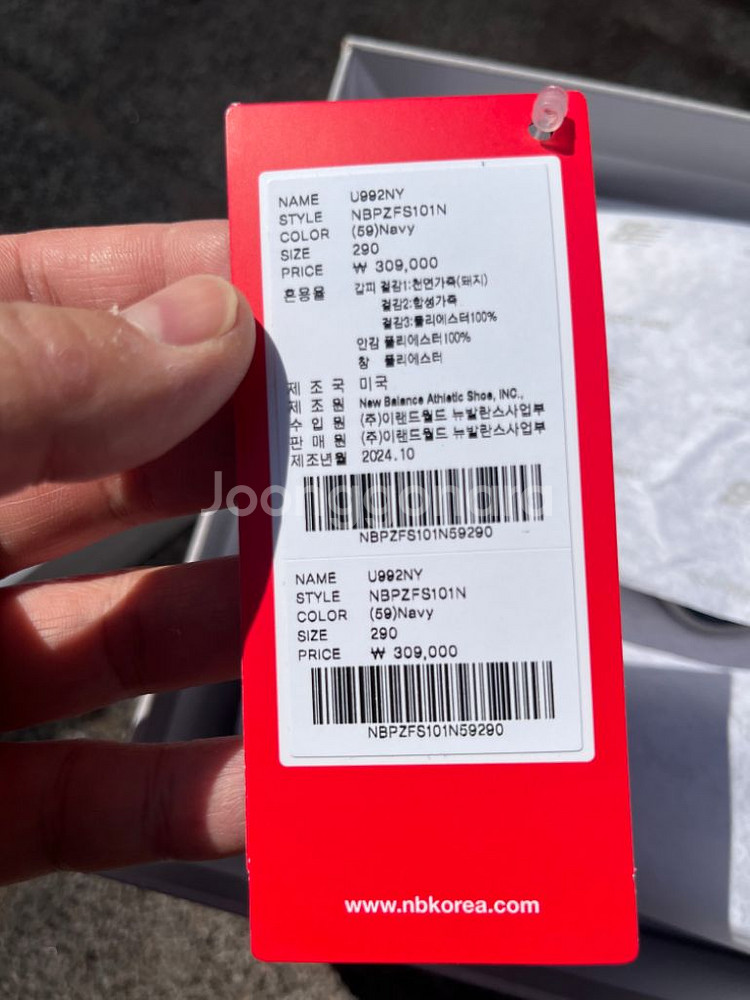 NAME U992NY
STYLE NBPZFS101N
COLOR (59)Navy
SIZE 290
PRICE ₩ 309,000
혼용율 갑피 겉감1:천연가죽(돼지)
겉감2:합성가죽
겉감3:폴리에스터100%
안감 폴리에스터100%
창 폴리에스터
제 조 국 미국
제 조 원 New Balance Athletic Shoe, INC.,
수 입 원 (주)이랜드월드 뉴발란스사업부
판 매 원 (주)이랜드월드 뉴발란스사업부
제조년월 2024.10
Joonggonara
NBPZFS101N59290
NAME U992NY
STYLE NBPZFS101N
COLOR (59)Navy
SIZE 290
PRICE ₩ 309,000
NBPZFS101N59290
www.nbkorea.com